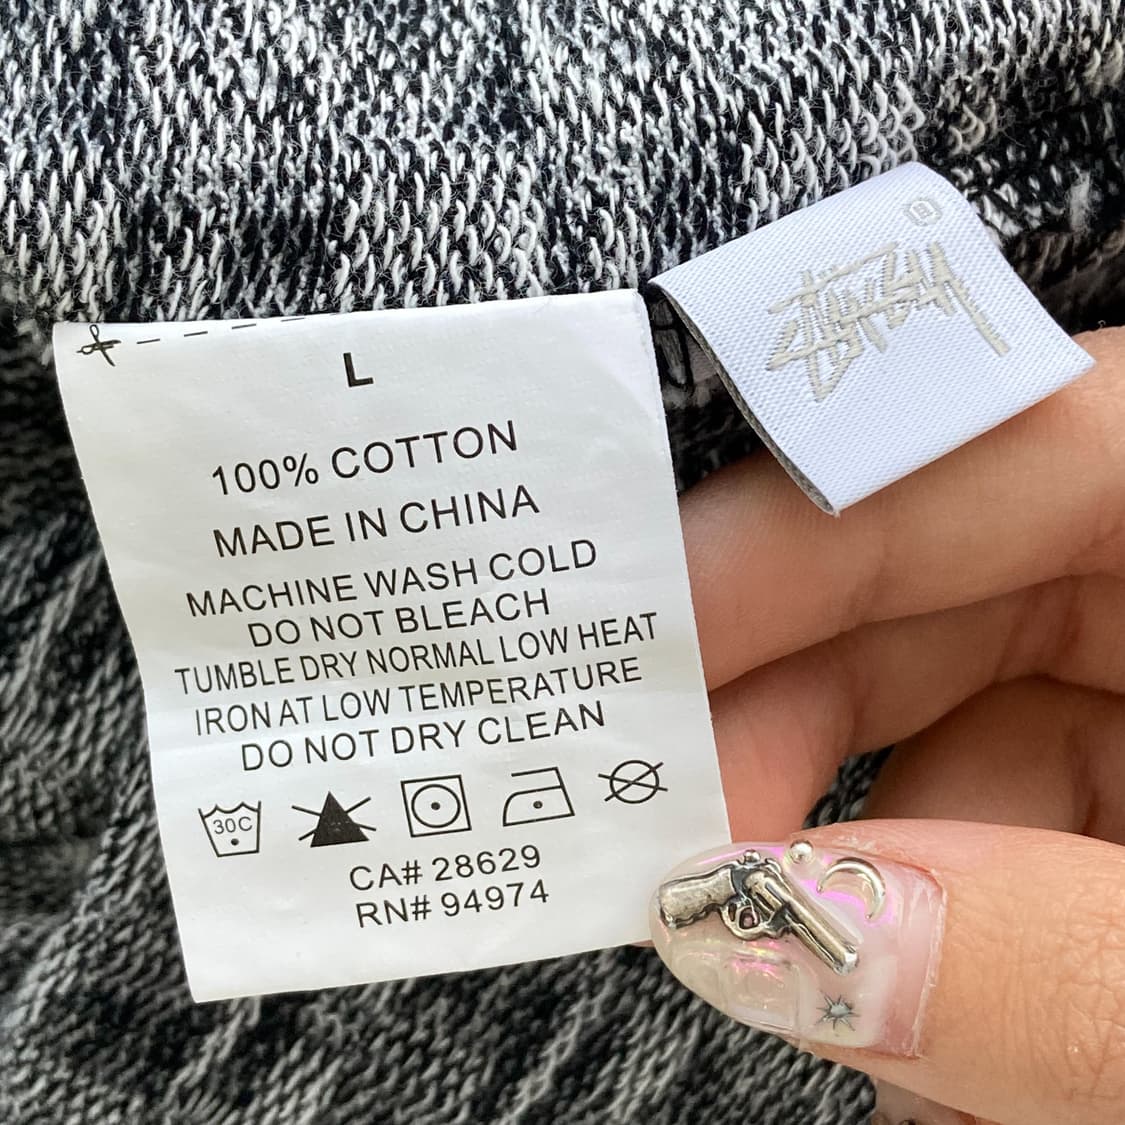 L
100% COTTON
MADE IN CHINA
MACHINE WASH COLD
DO NOT BLEACH
TUMBLE DRY NORMAL LOW HEAT
IRON AT LOW TEMPERATURE
DO NOT DRY CLEAN
30C
CA# 28629
RN# 94974
Stüssy
®